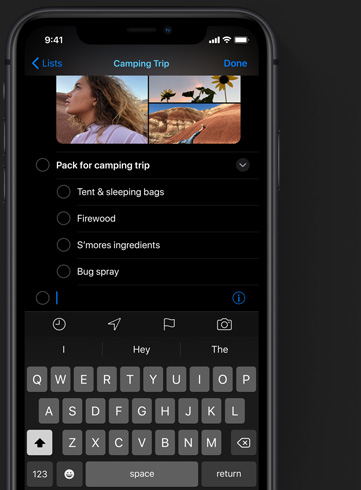 9:41
Lists
Camping Trip
Done
Pack for camping trip
Tent & sleeping bags
Firewood
S'mores ingredients
Bug spray
I Hey The
Q W E R T Y U I O P
A S D F G H J K L
Z X C V B N M
123 space return